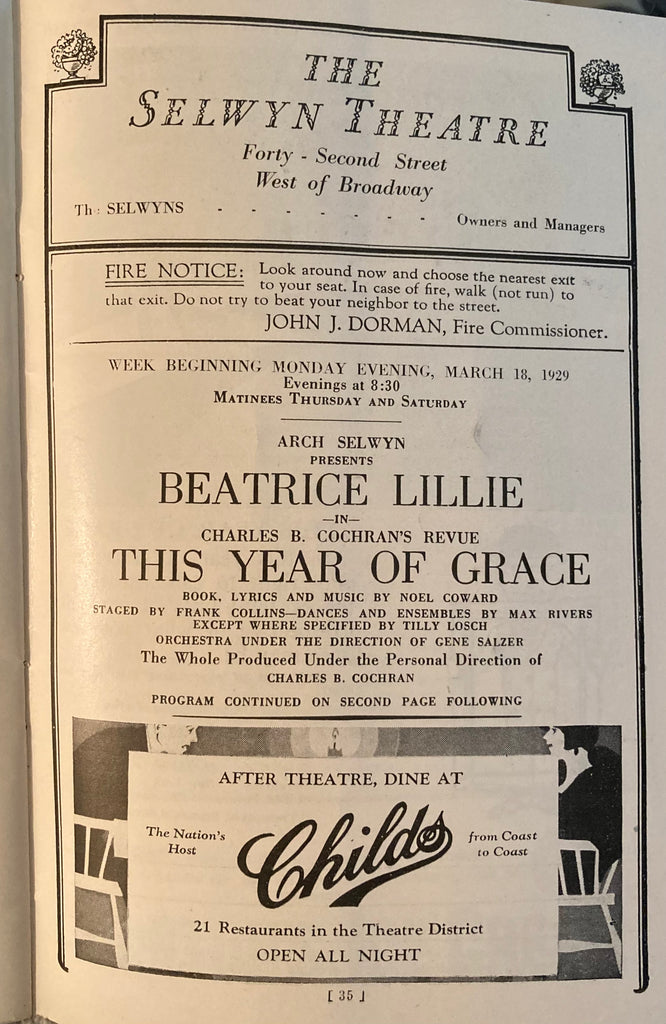 THE
SELWYN THEATRE
Forty - Second Street
West of Broadway
The SELWYNS - - - - - - - Owners and Managers
FIRE NOTICE: Look around now and choose the nearest exit
to your seat. In case of fire, walk (not run) to
that exit. Do not try to beat your neighbor to the street.
JOHN J. DORMAN, Fire Commissioner.
WEEK BEGINNING MONDAY EVENING, MARCH 18, 1929
Evenings at 8:30
MATINEES THURSDAY AND SATURDAY
ARCH SELWYN
PRESENTS
BEATRICE LILLIE
—IN—
CHARLES B. COCHRAN'S REVUE
THIS YEAR OF GRACE
BOOK, LYRICS AND MUSIC BY NOEL COWARD
STAGED BY FRANK COLLINS—DANCES AND ENSEMBLES BY MAX RIVERS
EXCEPT WHERE SPECIFIED BY TILLY LOSCH
ORCHESTRA UNDER THE DIRECTION OF GENE SALZER
The Whole Produced Under the Personal Direction of
CHARLES B. COCHRAN
PROGRAM CONTINUED ON SECOND PAGE FOLLOWING
AFTER THEATRE, DINE AT
The Nation's
Host
Childs
from Coast
to Coast
21 Restaurants in the Theatre District
OPEN ALL NIGHT
[ 35 ]